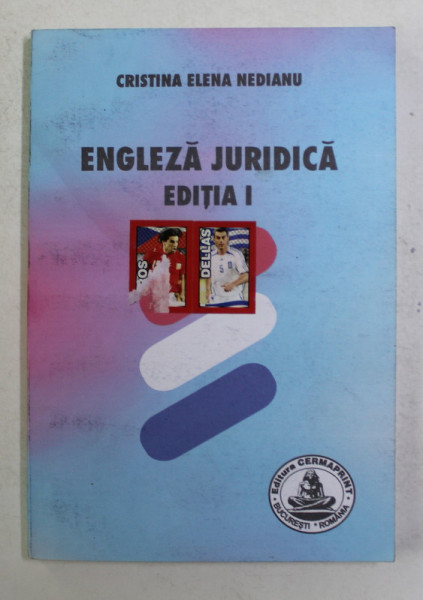 CRISTINA ELENA NEDIANU
ENGLEZĂ JURIDICĂ
EDIȚIA I
DELLAS
Editura CERMAPRINT
BUCUREȘTI * ROMÂNIA